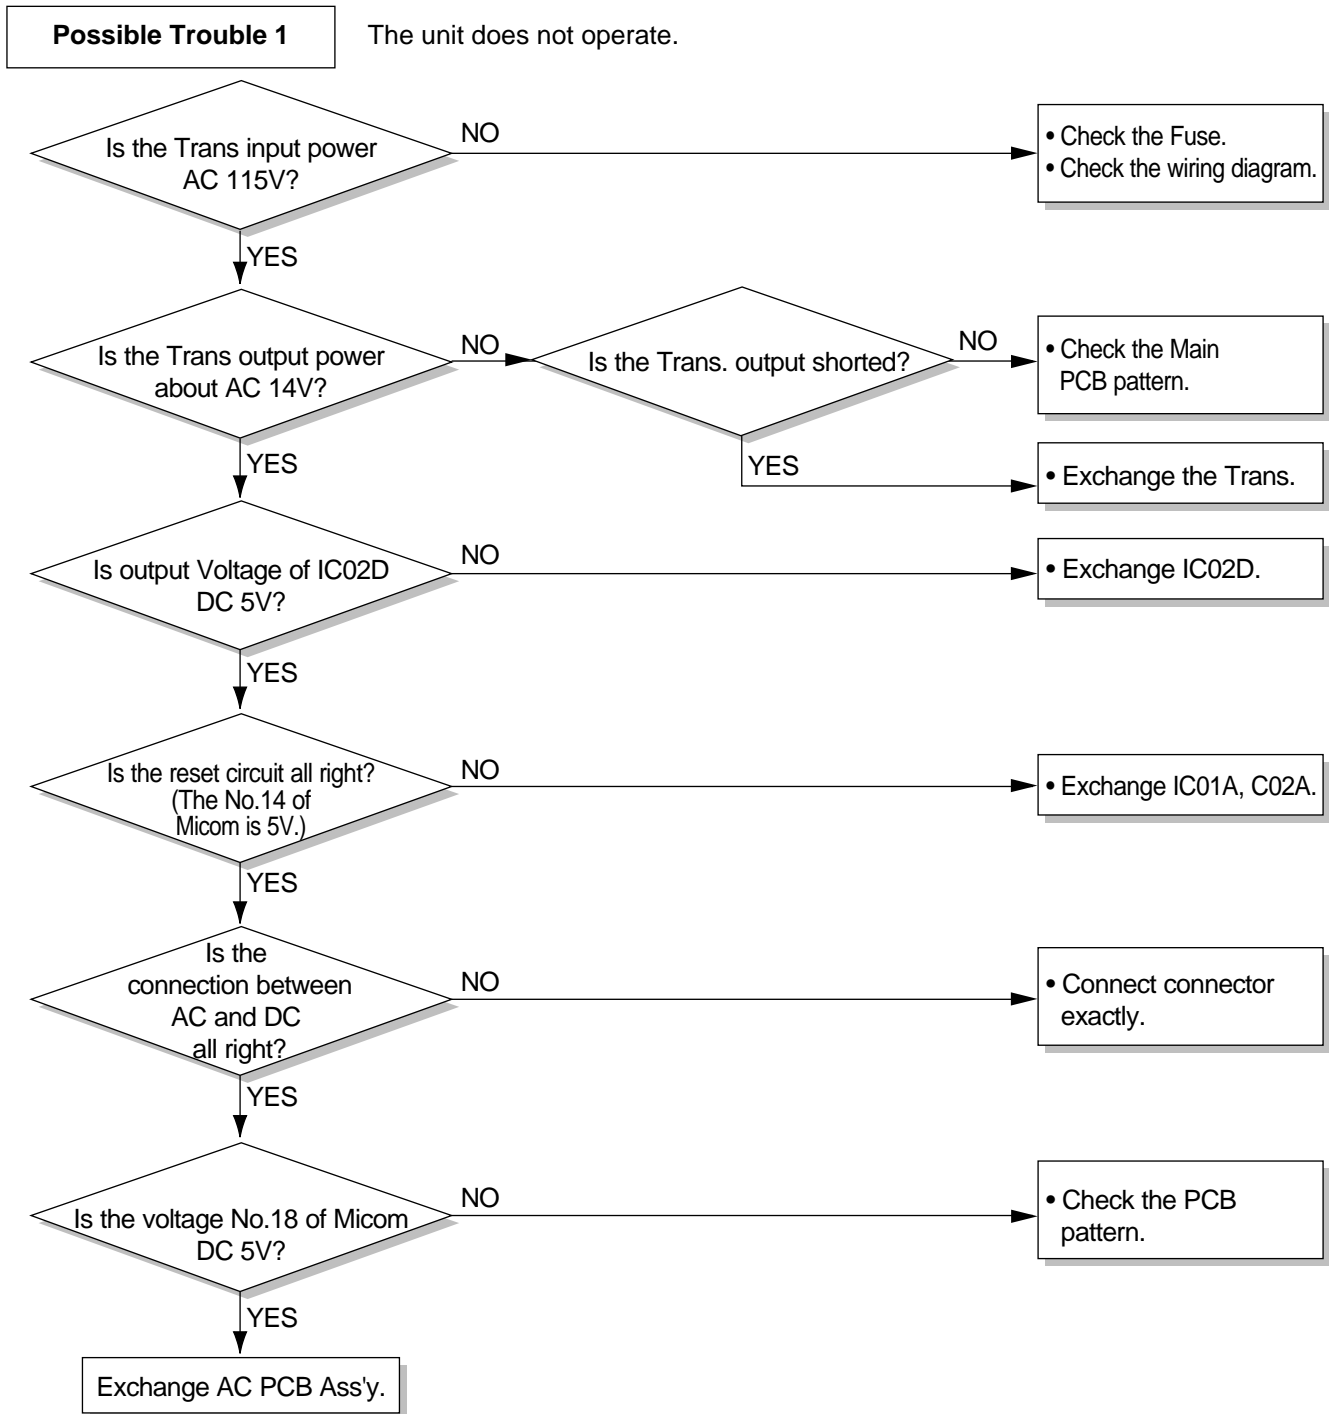 Possible Trouble 1
The unit does not operate.
Is the Trans input power
AC 115V?
NO
• Check the Fuse.
• Check the wiring diagram.
YES
Is the Trans output power
about AC 14V?
NO
Is the Trans. output shorted?
NO
• Check the Main
PCB pattern.
YES
• Exchange the Trans.
YES
Is output Voltage of IC02D
DC 5V?
NO
• Exchange IC02D.
YES
Is the reset circuit all right?
(The No.14 of
Micom is 5V.)
NO
• Exchange IC01A, C02A.
YES
Is the
connection between
AC and DC
all right?
NO
• Connect connector
exactly.
YES
Is the voltage No.18 of Micom
DC 5V?
NO
• Check the PCB
pattern.
YES
Exchange AC PCB Ass'y.